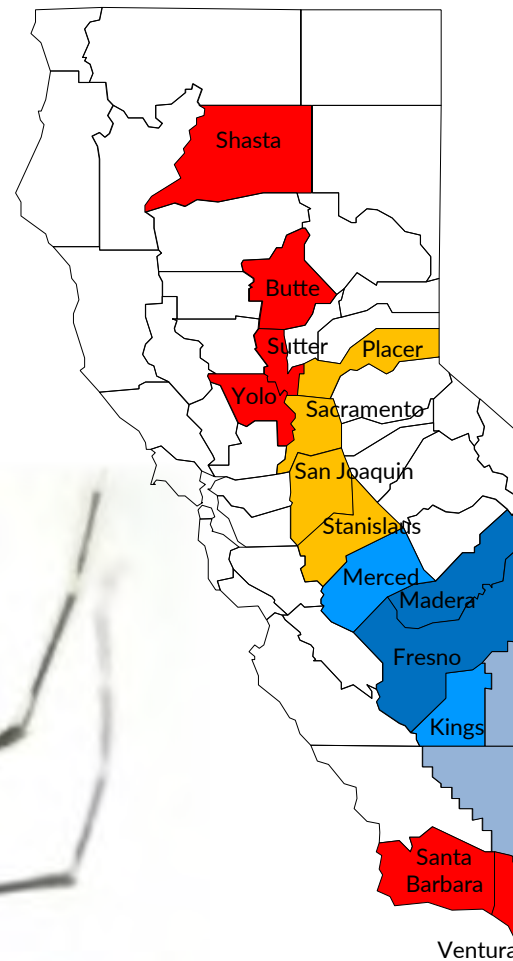 Shasta
Butte
Sutter
Placer
Yolo
Sacramento
San Joaquin
Stanislaus
Merced
Madera
Fresno
Kings
Santa
Barbara
Ventura